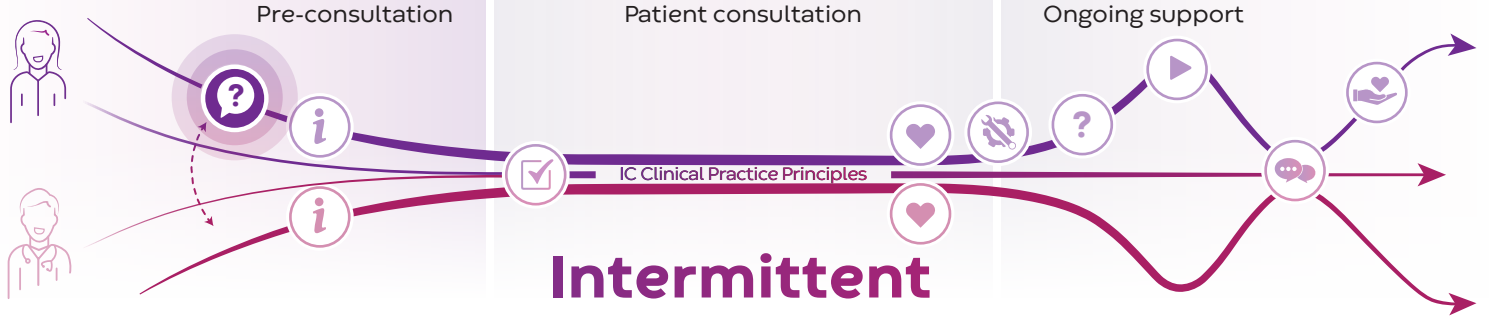 Pre-consultation
Patient consultation
Ongoing support
?
i
?
IC Clinical Practice Principles
i
Intermittent